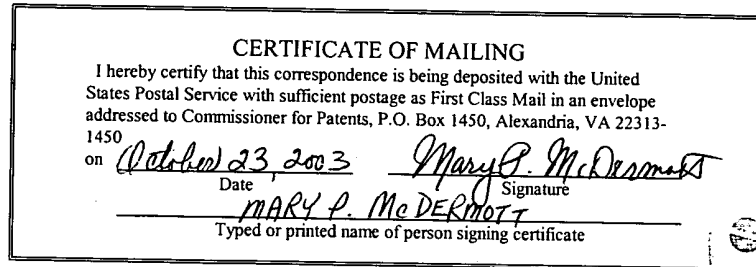 CERTIFICATE OF MAILING
I hereby certify that this correspondence is being deposited with the United
States Postal Service with sufficient postage as First Class Mail in an envelope
addressed to Commissioner for Patents, P.O. Box 1450, Alexandria, VA 22313-
1450
on October 23, 2003 Mary P. McDermott
Date Signature
MARY P. McDERMOTT
Typed or printed name of person signing certificate